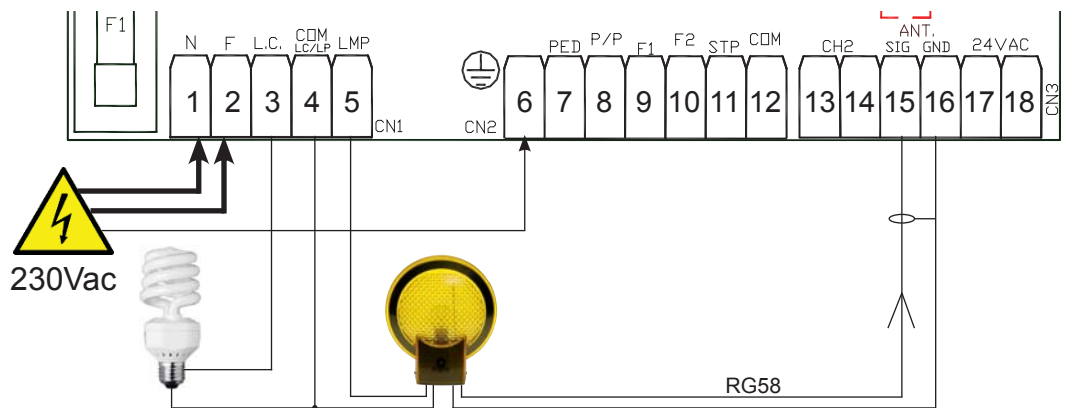 F1
N F L.C. COM LC/LP LMP
1 2 3 4 5
CN1
PED P/P F1 F2 STP COM
CN2
6 7 8 9 10 11 12
ANT.
CH2 SIG GND 24VAC
13 14 15 16 17 18
CN3
230Vac
RG58